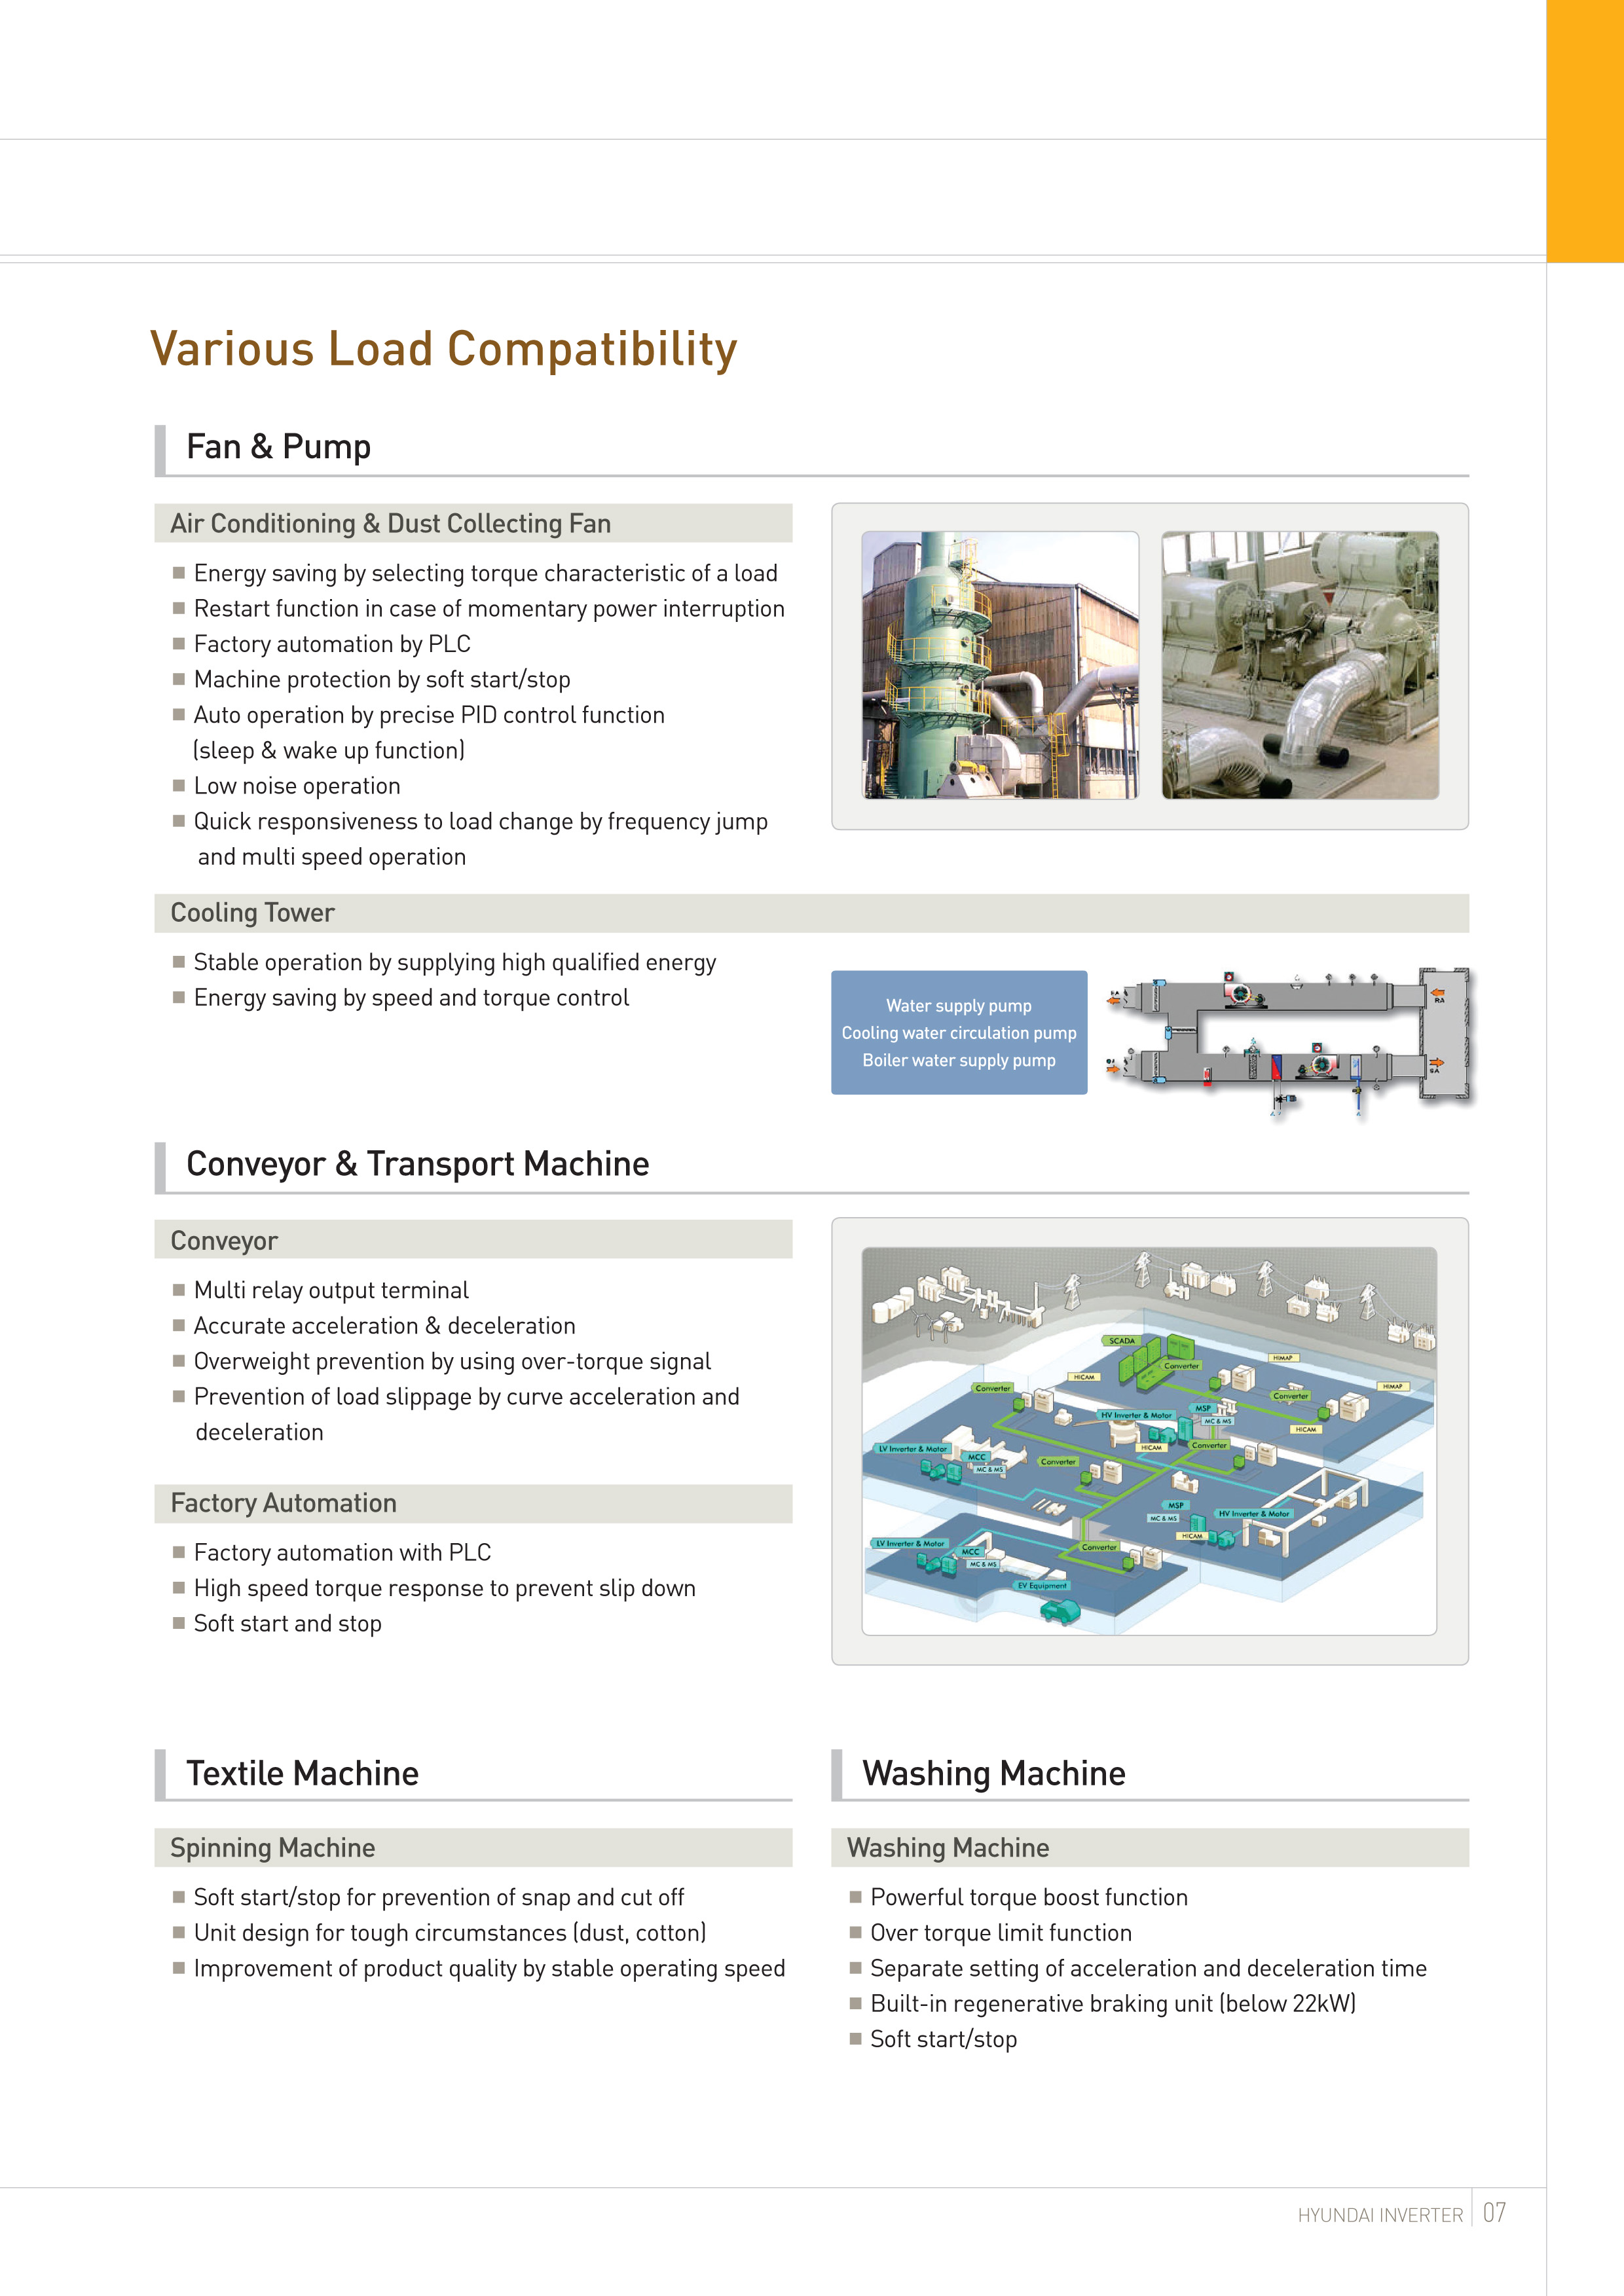 Various Load Compatibility
Fan & Pump
Air Conditioning & Dust Collecting Fan
■ Energy saving by selecting torque characteristic of a load
■ Restart function in case of momentary power interruption
■ Factory automation by PLC
■ Machine protection by soft start/stop
■ Auto operation by precise PID control function
(sleep & wake up function)
■ Low noise operation
■ Quick responsiveness to load change by frequency jump
and multi speed operation
Cooling Tower
■ Stable operation by supplying high qualified energy
■ Energy saving by speed and torque control
Water supply pump
Cooling water circulation pump
Boiler water supply pump
RA
SA
Conveyor & Transport Machine
Conveyor
■ Multi relay output terminal
■ Accurate acceleration & deceleration
■ Overweight prevention by using over-torque signal
■ Prevention of load slippage by curve acceleration and
deceleration
Factory Automation
■ Factory automation with PLC
■ High speed torque response to prevent slip down
■ Soft start and stop
SCADA
HIMAP
Converter
HICAM
HIMAP
Converter
Converter
MSP
HV Inverter & Motor
MC & MS
HICAM
HICAM
Converter
LV Inverter & Motor
MCC
Converter
MC & MS
MSP
HV Inverter & Motor
MC & MS
HICAM
LV Inverter & Motor
Converter
MCC
MC & MS
EV Equipment
Textile Machine
Spinning Machine
■ Soft start/stop for prevention of snap and cut off
■ Unit design for tough circumstances (dust, cotton)
■ Improvement of product quality by stable operating speed
Washing Machine
Washing Machine
■ Powerful torque boost function
■ Over torque limit function
■ Separate setting of acceleration and deceleration time
■ Built-in regenerative braking unit (below 22kW)
■ Soft start/stop
HYUNDAI INVERTER 07